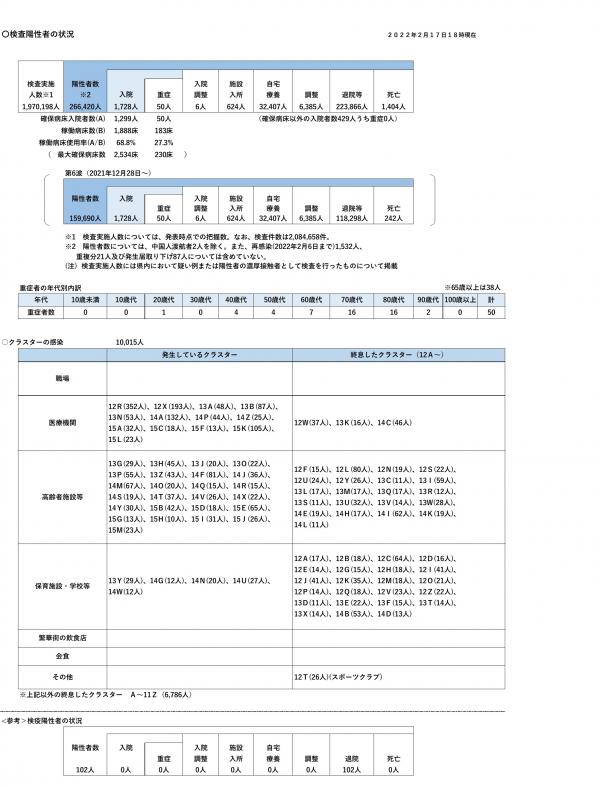 〇検査陽性者の状況
2022年2月17日18時現在
検査実施 陽性者数 入院 施設 自宅
人数※1 ※2 入院 重症 調整 入所 療養 調整 退院等 死亡
1,970,198人 266,420人 1,728人 50人 6人 624人 32,407人 6,385人 223,866人 1,404人
確保病床入院者数(A) 1,299人 50人 (確保病床以外の入院者数429人うち重症0人)
稼働病床数(B) 1,888床 183床
稼働病床使用率(A/B) 68.8% 27.3%
( 最大確保病床数 2,534床 230床 )
第6波(2021年12月28日～)
陽性者数 入院 入院 施設 自宅
重症 調整 入所 療養 調整 退院等 死亡
159,690人 1,728人 50人 6人 624人 32,407人 6,385人 118,298人 242人
※1 検査実施人数については、発表時点での把握数。なお、検査件数は2,084,658件。
※2 陽性者数については、中国人渡航者2人を除く。また、再感染(2022年2月6日まで)1,532人、
重複分21人及び発生届取り下げ87人については含めていない。
(注) 検査実施人数には県内において疑い例または陽性者の濃厚接触者として検査を行ったものについて掲載
重症者の年代別内訳 ※65歳以上は38人
年代 10歳未満 10歳代 20歳代 30歳代 40歳代 50歳代 60歳代 70歳代 80歳代 90歳代 100歳以上 計
重症者数 0 0 1 0 4 4 7 16 16 2 0 50
〇クラスターの感染 10,015人
発生しているクラスター 終息したクラスター(12A～)
職場
医療機関
12R(352人)、12X(193人)、13A(48人)、13B(87人)、
13N(53人)、14A(132人)、14P(44人)、14Z(25人)、
15A(32人)、15C(18人)、15F(13人)、15K(105人)、
15L(23人)
12W(37人)、13K(16人)、14C(46人)
高齢者施設等
13G(29人)、13H(45人)、13J(20人)、13O(22人)、
13P(55人)、13Z(43人)、14F(81人)、14J(36人)、
14M(67人)、14O(20人)、14Q(15人)、14R(15人)、
14S(19人)、14T(37人)、14V(26人)、14X(22人)、
14Y(30人)、15B(42人)、15D(18人)、15E(65人)、
15G(13人)、15H(10人)、15I(31人)、15J(26人)、
15M(23人)
12F(15人)、12L(80人)、12N(19人)、12S(22人)、
12U(24人)、12Y(26人)、13C(11人)、13I(59人)、
13L(17人)、13M(17人)、13Q(17人)、13R(12人)、
13S(11人)、13U(32人)、13V(14人)、13W(28人)、
14E(19人)、14H(17人)、14I(62人)、14K(19人)、
14L(11人)
保育施設・学校等
13Y(29人)、14G(12人)、14N(20人)、14U(27人)、
14W(12人)
12A(17人)、12B(18人)、12C(64人)、12D(16人)、
12E(14人)、12G(15人)、12H(18人)、12I(41人)、
12J(41人)、12K(35人)、12M(18人)、12O(21人)、
12P(14人)、12Q(18人)、12V(23人)、12Z(22人)、
13D(11人)、13E(22人)、13F(15人)、13T(14人)、
13X(14人)、14B(53人)、14D(13人)
繁華街の飲食店
会食
その他 12T(26人)(スポーツクラブ)
※上記以外の終息したクラスター A～11Z(6,786人)
<参考>検疫陽性者の状況
陽性者数 入院 入院 施設 自宅
重症 調整 入所 療養 調整 退院 死亡
102人 0人 0人 0人 0人 0人 0人 102人 0人